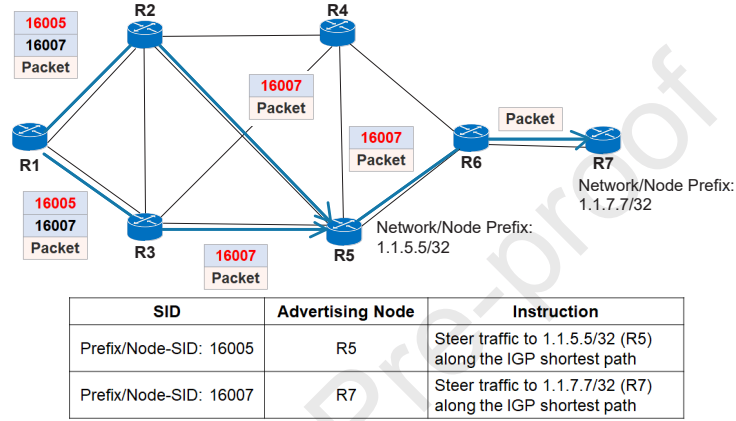 R2
R4
16005
16007
Packet
16007
Packet
16007
Packet
Packet
R1
R6
R7
Network/Node Prefix:
1.1.7.7/32
16005
16007
Packet
R3
16007
Packet
R5
Network/Node Prefix:
1.1.5.5/32
SID
Advertising Node
Instruction
Prefix/Node-SID: 16005
R5
Steer traffic to 1.1.5.5/32 (R5)
along the IGP shortest path
Prefix/Node-SID: 16007
R7
Steer traffic to 1.1.7.7/32 (R7)
along the IGP shortest path
Pre-proof